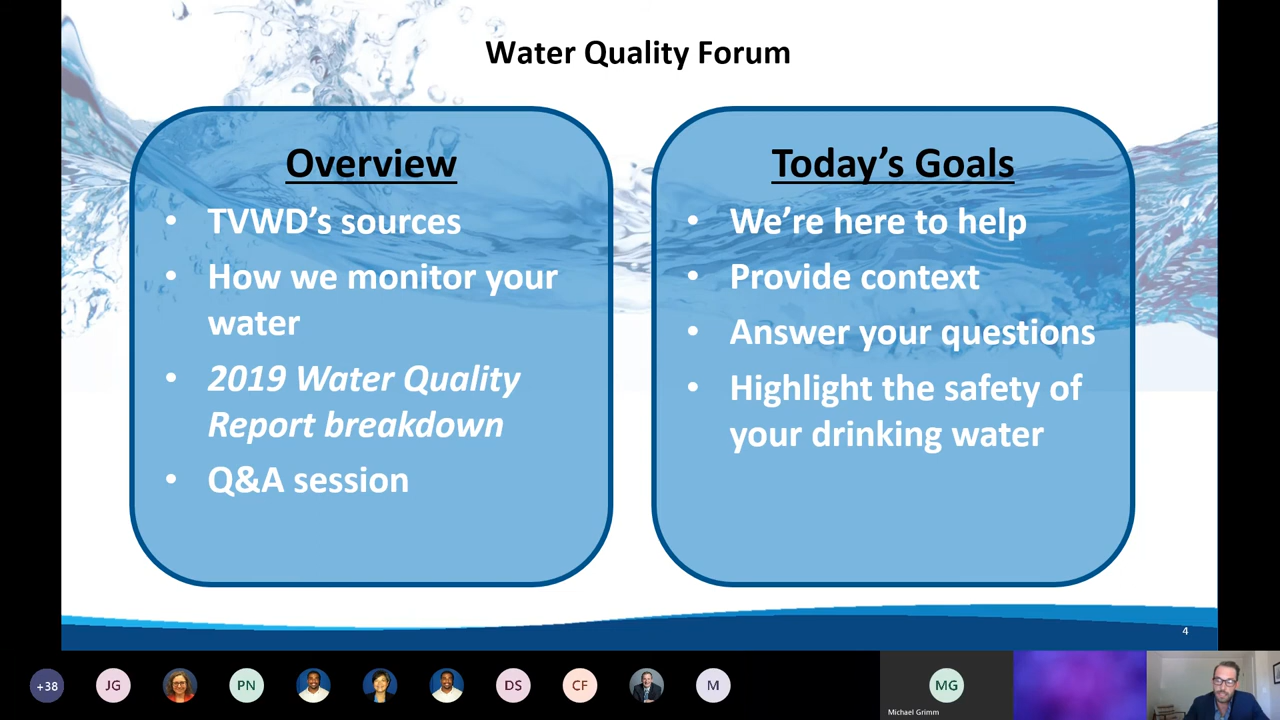 Water Quality Forum
Overview
• TVWD’s sources
• How we monitor your
water
• 2019 Water Quality
Report breakdown
• Q&A session
Today’s Goals
• We’re here to help
• Provide context
• Answer your questions
• Highlight the safety of
your drinking water
4
+38
JG
PN
DS
CF
M
MG
Michael Grimm